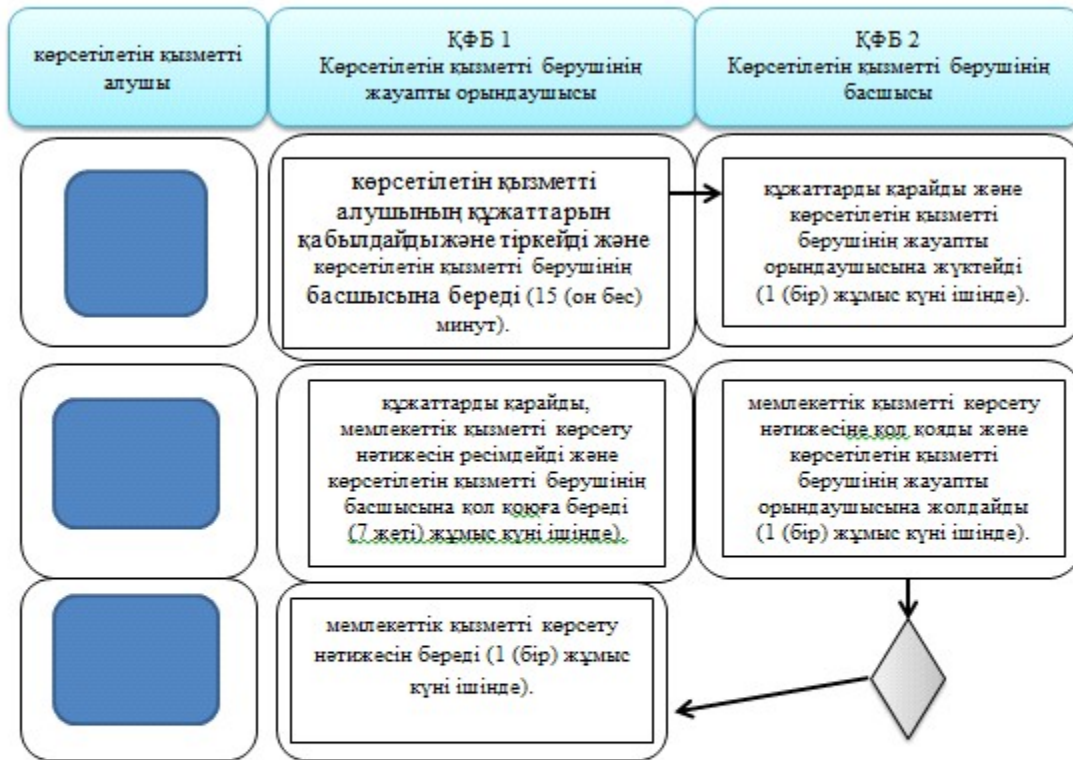 көрсетілетін қызметті
алушы
ҚФБ 1
Көрсетілетін қызметті берушінің
жауапты орындаушысы
ҚФБ 2
Көрсетілетін қызметті берушінің
басшысы
көрсетілетін қызметті
алушының құжаттарын
қабылдайды және тіркейді және
көрсетілетін қызметті берушінің
басшысына береді (15 (он бес)
минут).
құжаттарды қарайды және
көрсетілетін қызметті
берушінің жауапты
орындаушысына жүктейді
(1 (бір) жұмыс күні ішінде).
құжаттарды қарайды,
мемлекеттік қызметті көрсету
нәтижесін ресімдейді және
көрсетілетін қызметті берушінің
басшысына қол қоюға береді
(7 жеті) жұмыс күні ішінде).
мемлекеттік қызметті көрсету
нәтижесіне қол қояды және
көрсетілетін қызметті
берушінің жауапты
орындаушысына жолдайды
(1 (бір) жұмыс күні ішінде).
мемлекеттік қызметті көрсету
нәтижесін береді (1 (бір) жұмыс
күні ішінде).